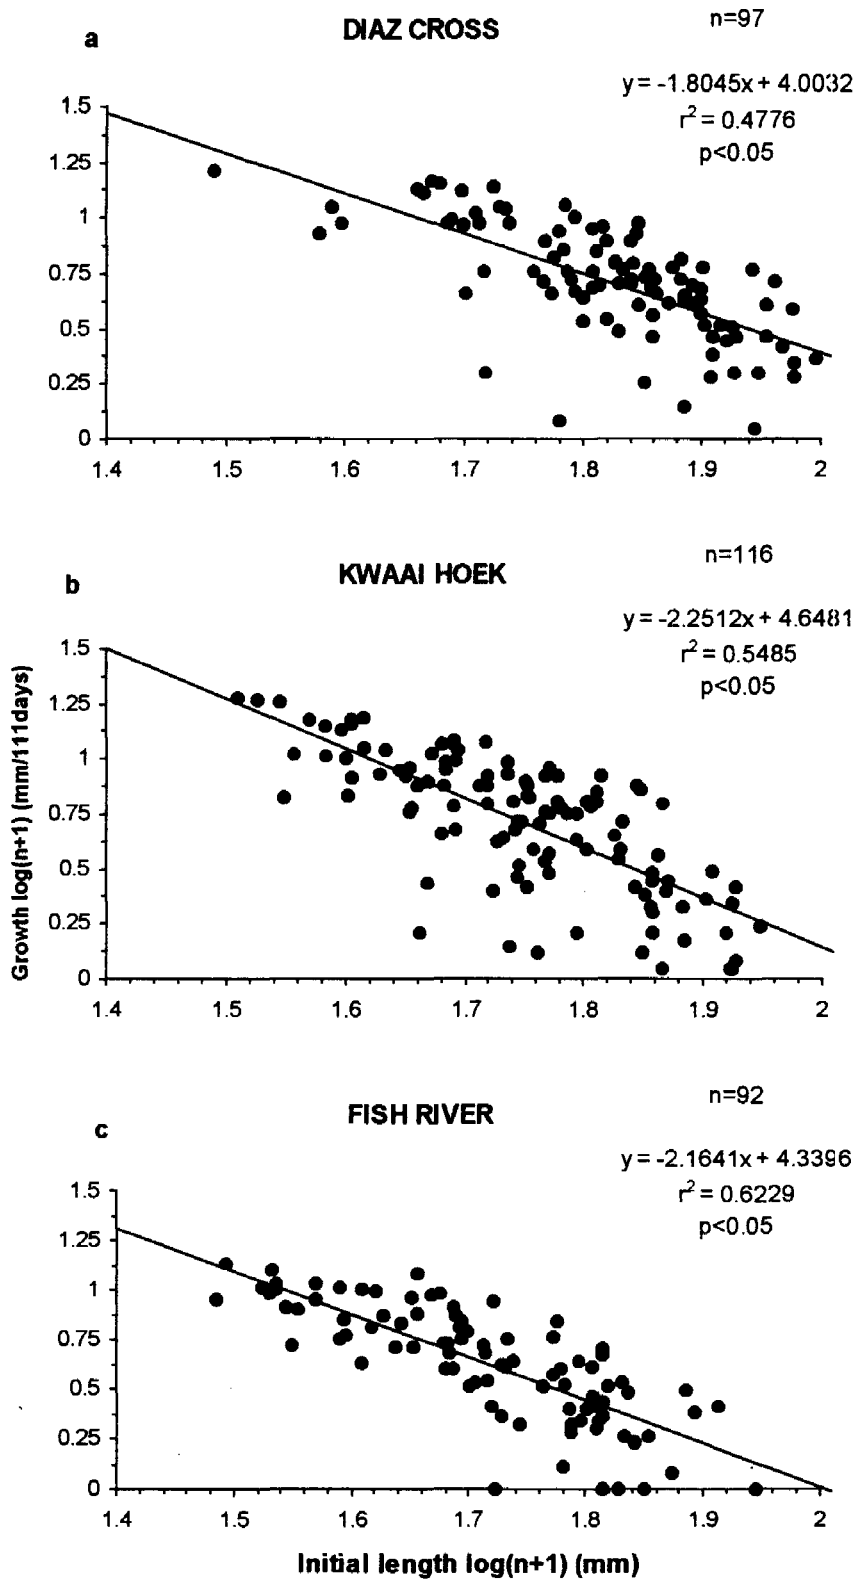 a
DIAZ CROSS
n=97
y = -1.8045x + 4.0032
r² = 0.4776
p<0.05
1.5
1.25
1
0.75
0.5
0.25
0
1.4 1.5 1.6 1.7 1.8 1.9 2
b
KWAAI HOEK
n=116
y = -2.2512x + 4.6481
r² = 0.5485
p<0.05
Growth log(n+1) (mm/111days)
1.5
1.25
1
0.75
0.5
0.25
0
1.4 1.5 1.6 1.7 1.8 1.9 2
c
FISH RIVER
n=92
y = -2.1641x + 4.3396
r² = 0.6229
p<0.05
1.5
1.25
1
0.75
0.5
0.25
0
1.4 1.5 1.6 1.7 1.8 1.9 2
Initial length log(n+1) (mm)